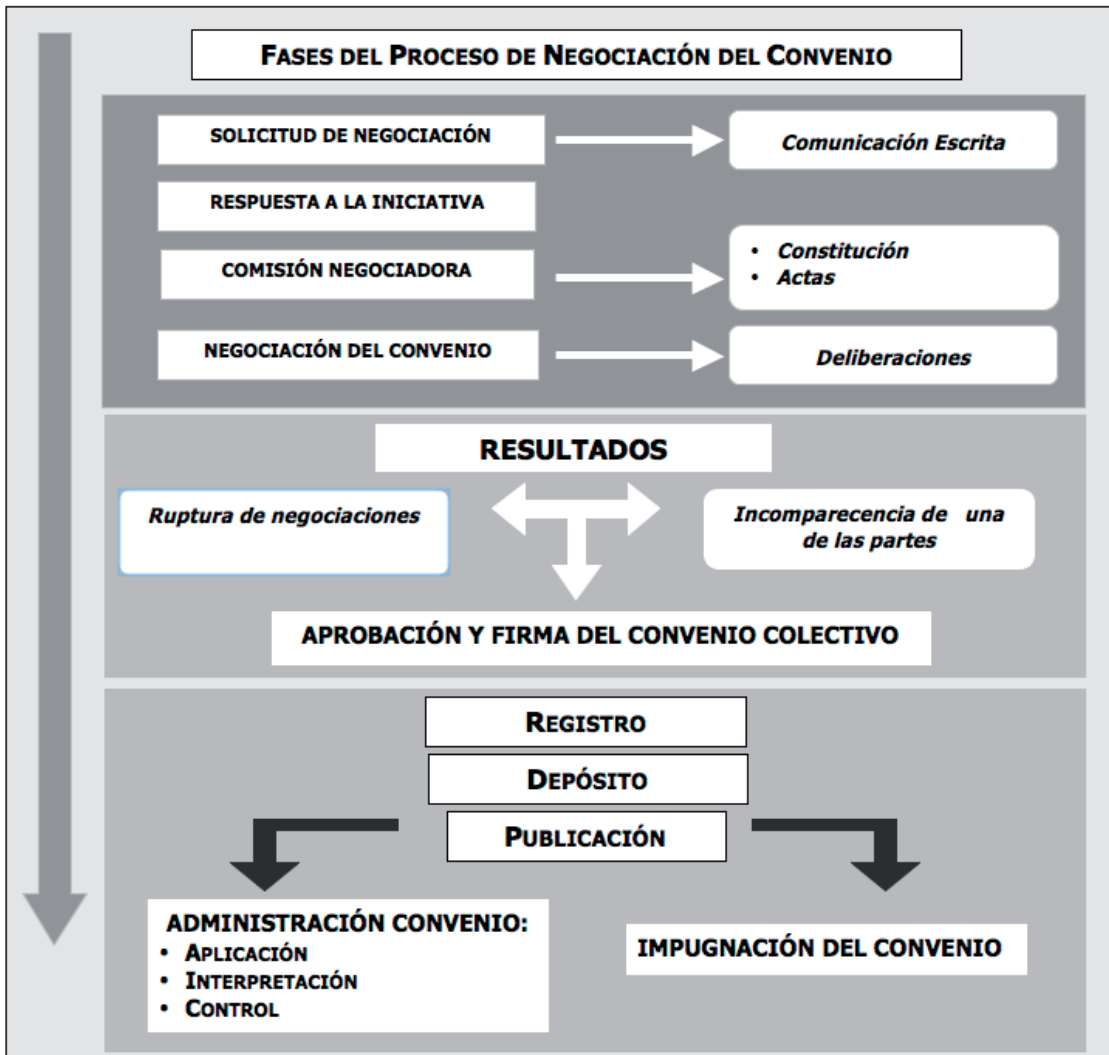 FASES DEL PROCESO DE NEGOCIACIÓN DEL CONVENIO
SOLICITUD DE NEGOCIACIÓN
Comunicación Escrita
RESPUESTA A LA INICIATIVA
COMISIÓN NEGOCIADORA
• Constitución
• Actas
NEGOCIACIÓN DEL CONVENIO
Deliberaciones
RESULTADOS
Ruptura de negociaciones
Incomparecencia de una
de las partes
APROBACIÓN Y FIRMA DEL CONVENIO COLECTIVO
REGISTRO
DEPÓSITO
PUBLICACIÓN
ADMINISTRACIÓN CONVENIO:
• APLICACIÓN
• INTERPRETACIÓN
• CONTROL
IMPUGNACIÓN DEL CONVENIO